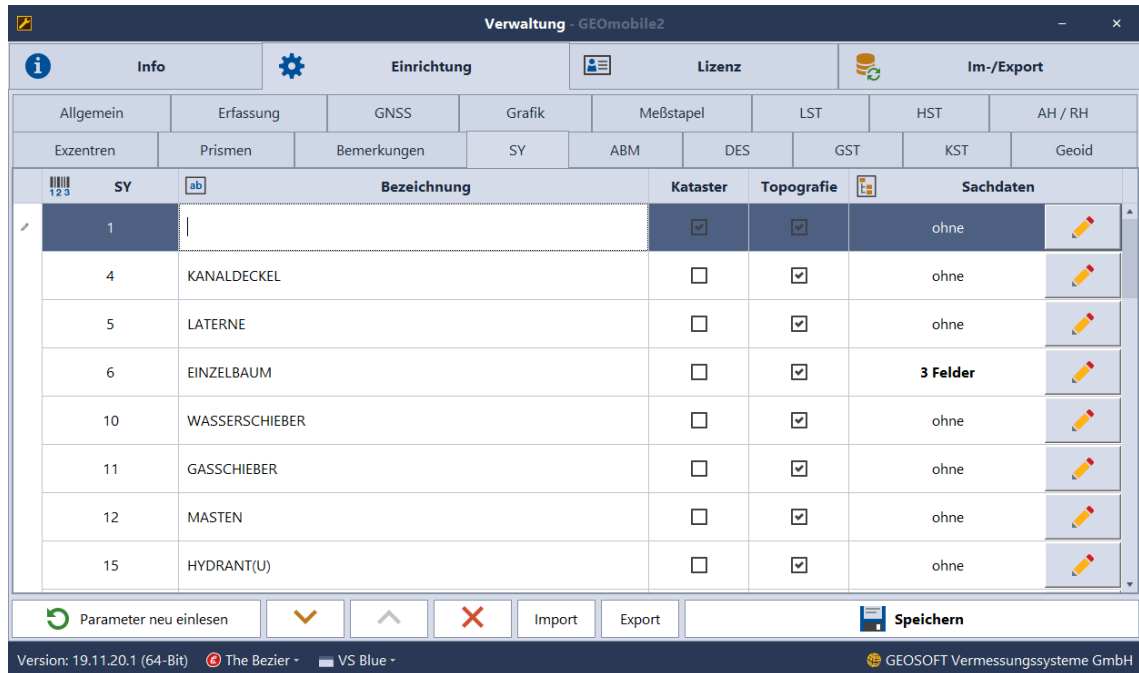 Verwaltung - GEOmobile2
Info Einrichtung Lizenz Im-/Export
Allgemein Erfassung GNSS Grafik Meßstapel LST HST AH / RH
Exzentren Prismen Bemerkungen SY ABM DES GST KST Geoid
123 SY ab Bezeichnung Kataster Topografie Sachdaten
1 ohne
4 KANALDECKEL ohne
5 LATERNE ohne
6 EINZELBAUM 3 Felder
10 WASSERSCHIEBER ohne
11 GASSCHIEBER ohne
12 MASTEN ohne
15 HYDRANT(U) ohne
Parameter neu einlesen Import Export Speichern
Version: 19.11.20.1 (64-Bit) The Bezier VS Blue GEOSOFT Vermessungssysteme GmbH